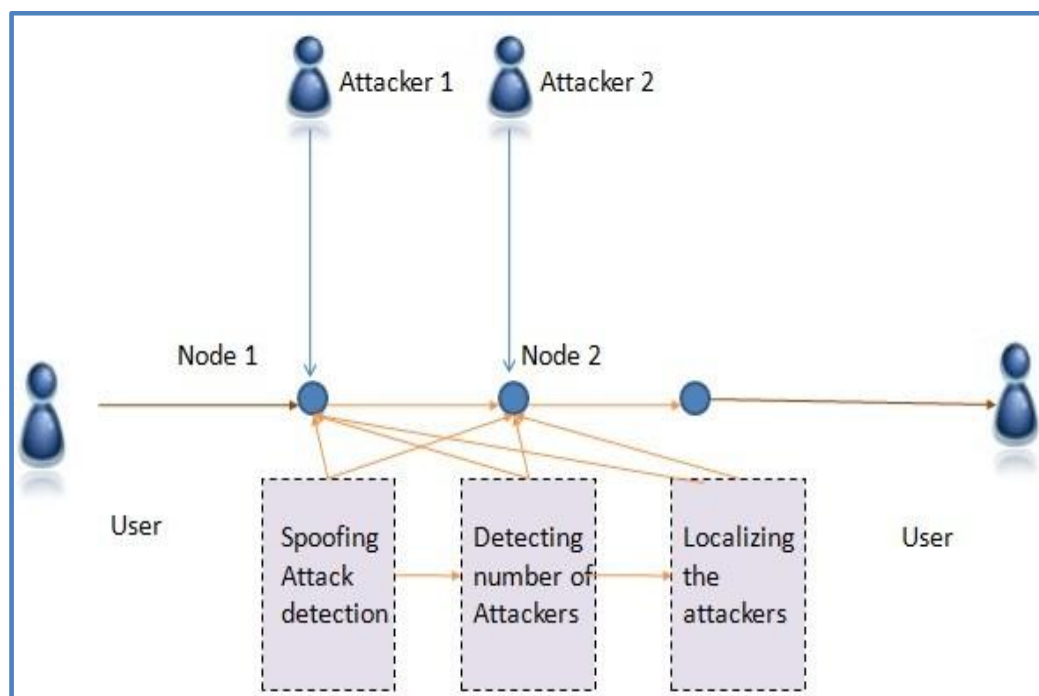 Attacker 1
Attacker 2
Node 1
Node 2
User
Spoofing
Attack
detection
Detecting
number of
Attackers
Localizing
the
attackers
User